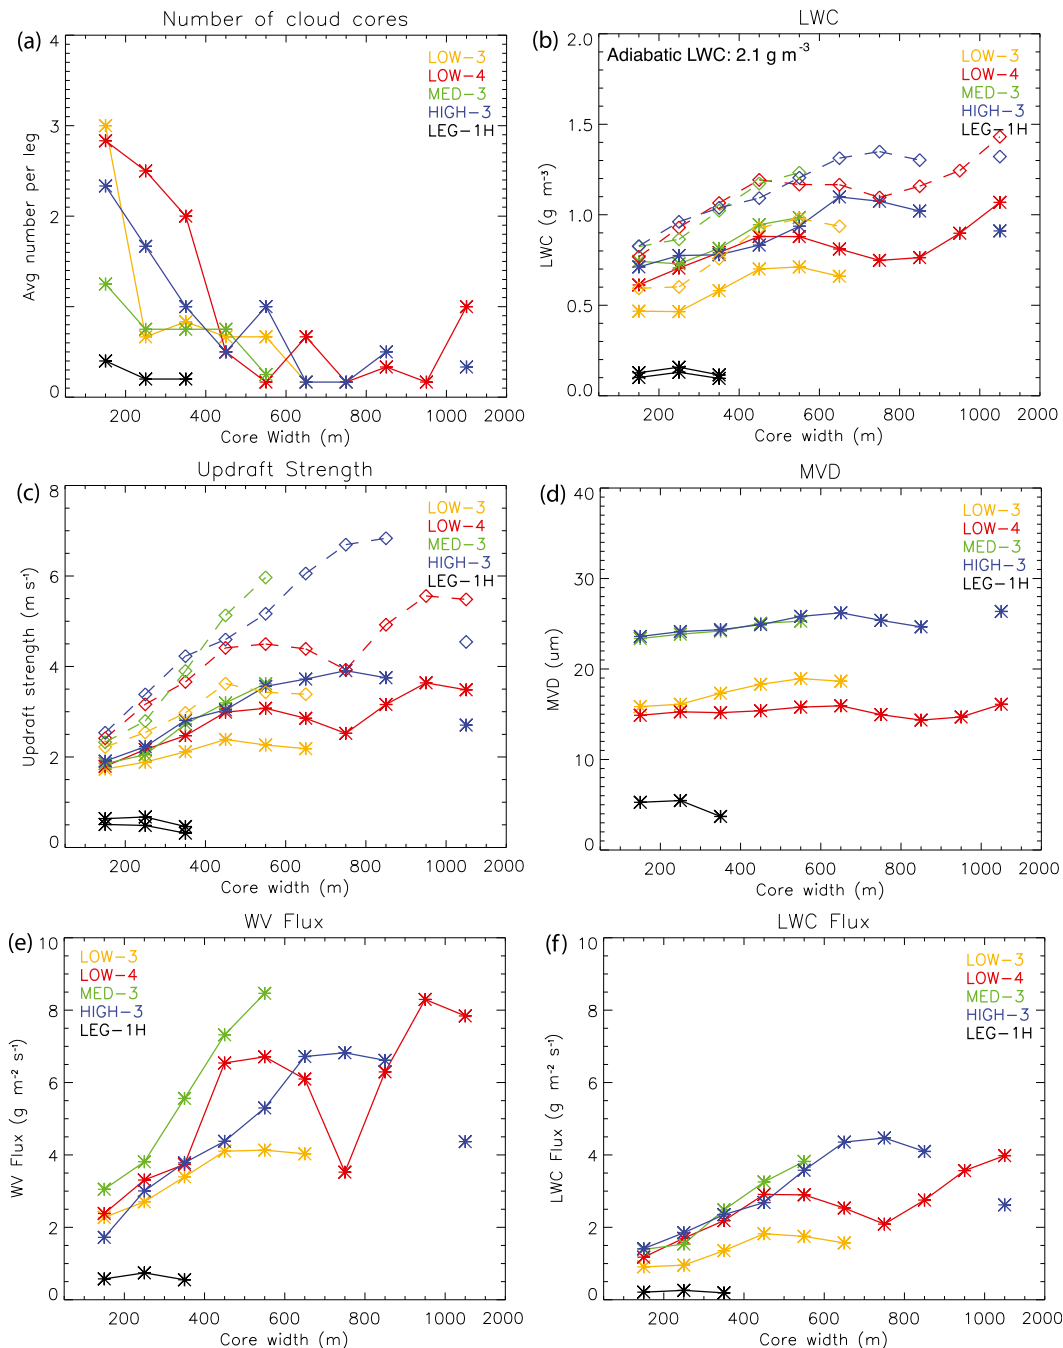 Number of cloud cores
(a)
4
3
2
1
0
LOW-3
LOW-4
MED-3
HIGH-3
LEG-1H
Avg number per leg
200 400 600 800 1000 2000
Core Width (m)
LWC
(b)
Adiabatic LWC: 2.1 g m-3
2.0
1.5
1.0
0.5
0.0
LOW-3
LOW-4
MED-3
HIGH-3
LEG-1H
LWC (g m-3)
200 400 600 800 1000 2000
Core width (m)
Updraft Strength
(c)
8
6
4
2
0
LOW-3
LOW-4
MED-3
HIGH-3
LEG-1H
Updraft strength (m s-1)
200 400 600 800 1000 2000
Core width (m)
MVD
(d)
40
30
20
10
0
LOW-3
LOW-4
MED-3
HIGH-3
LEG-1H
MVD (um)
200 400 600 800 1000 2000
Core width (m)
WV Flux
(e)
10
8
6
4
2
0
LOW-3
LOW-4
MED-3
HIGH-3
LEG-1H
WV Flux (g m-2 s-1)
200 400 600 800 1000 2000
Core width (m)
LWC Flux
(f)
10
8
6
4
2
0
LOW-3
LOW-4
MED-3
HIGH-3
LEG-1H
LWC Flux (g m-2 s-1)
200 400 600 800 1000 2000
Core width (m)